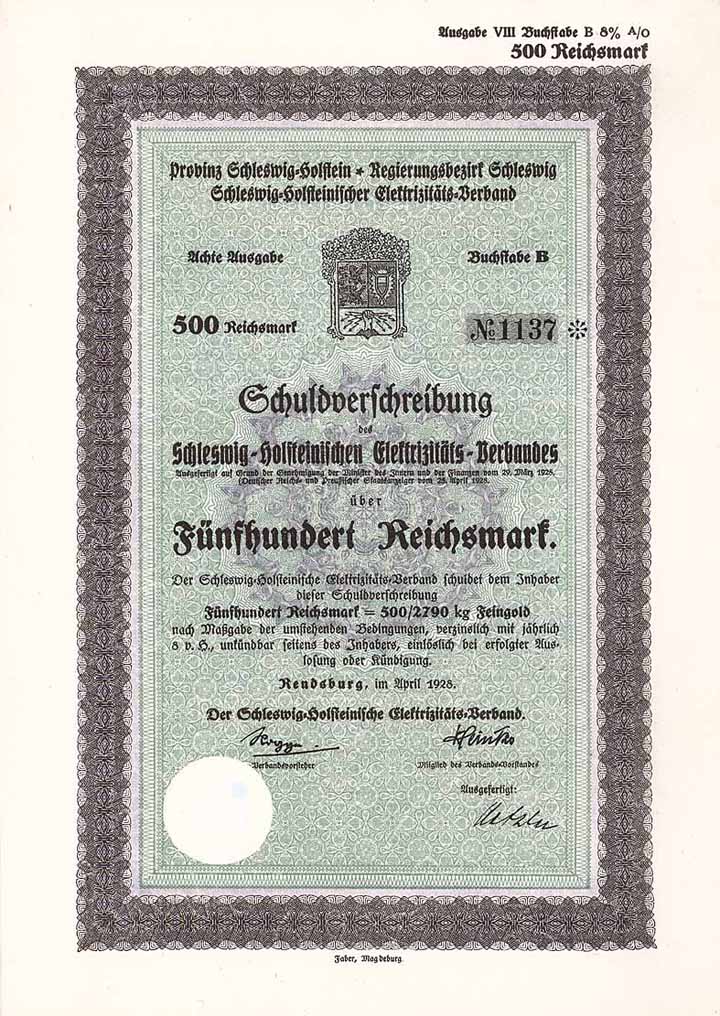 Ausgabe VIII Buchstabe B 8% A/O
500 Reichsmark
Provinz Schleswig-Holstein * Regierungsbezirk Schleswig
Schleswig-Holsteinischer Elektrizitäts-Verband
Achte Ausgabe
Buchstabe B
500 Reichsmark
№ 1137 *
Schuldverschreibung
des
Schleswig-Holsteinischen Elektrizitäts-Verbandes
Ausgefertigt auf Grund der Genehmigung der Minister des Innern und der Finanzen vom 29. März 1928.
(Deutscher Reichs- und Preußischer Staatsanzeiger vom 25. April 1928.
über
Fünfhundert Reichsmark.
Der Schleswig-Holsteinische Elektrizitäts-Verband schuldet dem Inhaber
dieser Schuldverschreibung
Fünfhundert Reichsmark = 500/2790 kg Feingold
nach Maßgabe der umstehenden Bedingungen, verzinslich mit jährlich
8 v. H., unkündbar seitens des Inhabers, einlöslich bei erfolgter Aus-
losung oder Kündigung.
Rendsburg, im April 1928.
Der Schleswig-Holsteinische Elektrizitäts-Verband.
Verbandsvorsteher
Mitglied des Verbands-Vorstandes
Ausgefertigt:
Faber, Magdeburg.